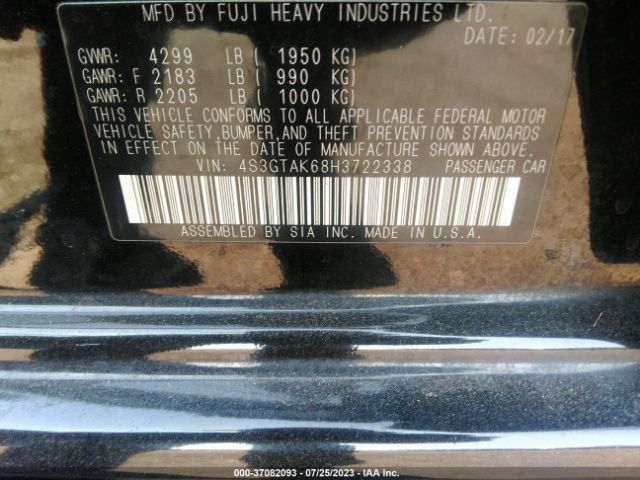 MFD BY FUJI HEAVY INDUSTRIES LTD.
DATE: 02/17
GVWR: 4299 LB ( 1950 KG)
GAWR: F 2183 LB ( 990 KG)
GAWR: R 2205 LB ( 1000 KG)
THIS VEHICLE CONFORMS TO ALL APPLICABLE FEDERAL MOTOR
VEHICLE SAFETY,BUMPER,AND THEFT PREVENTION STANDARDS
IN EFFECT ON THE DATE OF MANUFACTURE SHOWN ABOVE.
VIN: 4S3GTAK68H3722338 PASSENGER CAR
ASSEMBLED BY SIA INC. MADE IN U.S.A.
000-37082093 - 07/25/2023 - IAA Inc.